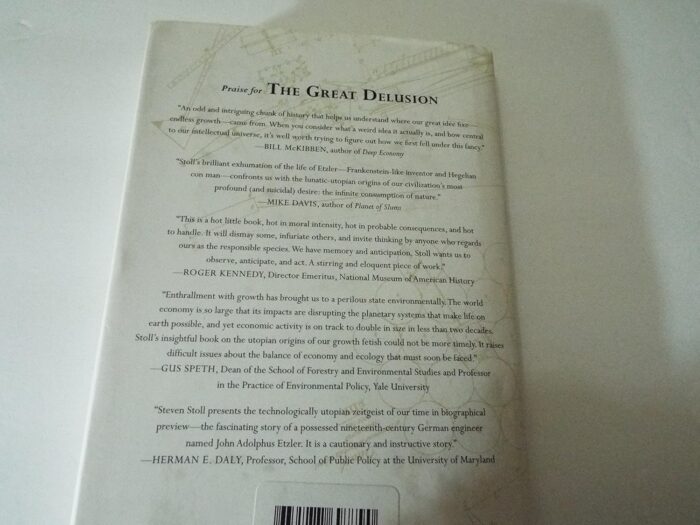 Praise for THE GREAT DELUSION
"An odd and intriguing chunk of history that helps us understand where our great idea fixe—
endless growth—came from. When you consider what a weird idea it actually is, and how central
to our intellectual universe, it's well worth trying to figure out how we first fell under this fancy."
—BILL McKIBBEN, author of Deep Economy
"Stoll's brilliant exhumation of the life of Etzler—Frankenstein-like inventor and Hegelian
con man—confronts us with the lunatic-utopian origins of our civilization's most
profound (and suicidal) desire: the infinite consumption of nature."
—MIKE DAVIS, author of Planet of Slums
"This is a hot little book, hot in moral intensity, hot in probable consequences, and hot
to handle. It will dismay some, infuriate others, and invite thinking by anyone who regards
ours as the responsible species. We have memory and anticipation, Stoll wants us to
observe, anticipate, and act. A stirring and eloquent piece of work."
—ROGER KENNEDY, Director Emeritus, National Museum of American History
"Enthrallment with growth has brought us to a perilous state environmentally. The world
economy is so large that its impacts are disrupting the planetary systems that make life on
earth possible, and yet economic activity is on track to double in size in less than two decades.
Stoll's insightful book on the utopian origins of our growth fetish could not be more timely. It raises
difficult issues about the balance of economy and ecology that must soon be faced."
—GUS SPETH, Dean of the School of Forestry and Environmental Studies and Professor
in the Practice of Environmental Policy, Yale University
"Steven Stoll presents the technologically utopian zeitgeist of our time in biographical
preview—the fascinating story of a possessed nineteenth-century German engineer
named John Adolphus Etzler. It is a cautionary and instructive story."
—HERMAN E. DALY, Professor, School of Public Policy at the University of Maryland